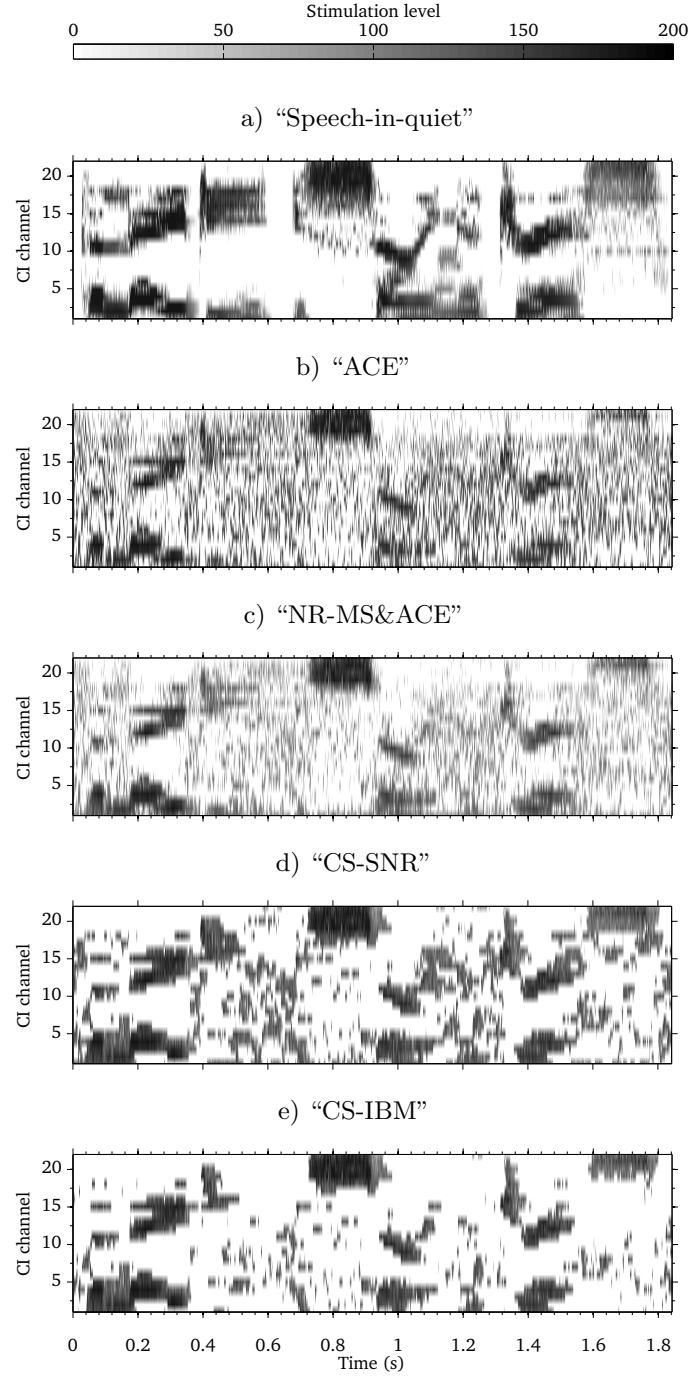 Stimulation level
0 50 100 150 200
a) “Speech-in-quiet”
20
15
10
5
CI channel
b) “ACE”
20
15
10
5
CI channel
c) “NR-MS&ACE”
20
15
10
5
CI channel
d) “CS-SNR”
20
15
10
5
CI channel
e) “CS-IBM”
20
15
10
5
CI channel
0 0.2 0.4 0.6 0.8 1 1.2 1.4 1.6 1.8
Time (s)